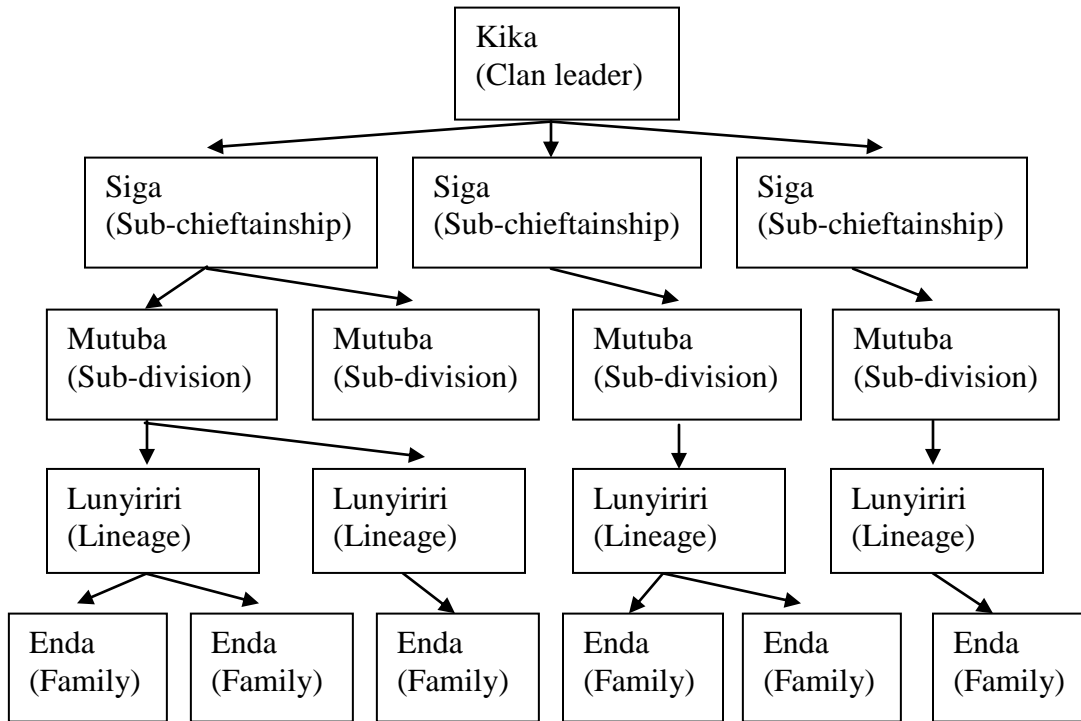 Kika
(Clan leader)
Siga
(Sub-chieftainship)
Siga
(Sub-chieftainship)
Siga
(Sub-chieftainship)
Mutuba
(Sub-division)
Mutuba
(Sub-division)
Mutuba
(Sub-division)
Mutuba
(Sub-division)
Lunyiriri
(Lineage)
Lunyiriri
(Lineage)
Lunyiriri
(Lineage)
Lunyiriri
(Lineage)
Enda
(Family)
Enda
(Family)
Enda
(Family)
Enda
(Family)
Enda
(Family)
Enda
(Family)